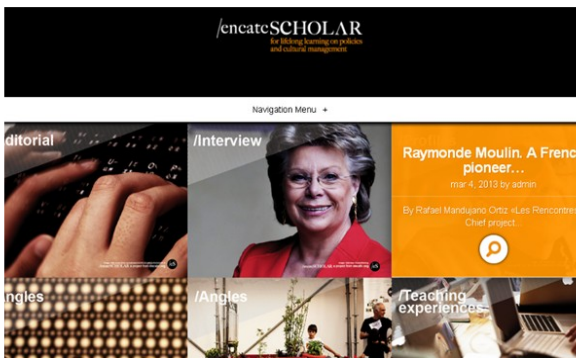 /encatcSCHOLAR
for lifelong learning on policies
and cultural management
Navigation Menu +
ditorial
/Interview
Raymonde Moulin. A Frenc
pioneer…
mar 4, 2013 by admin
By Rafael Mandujano Ortiz «Les Rencontres
Chief project...
ngles
/Angles
/Teaching
experiences